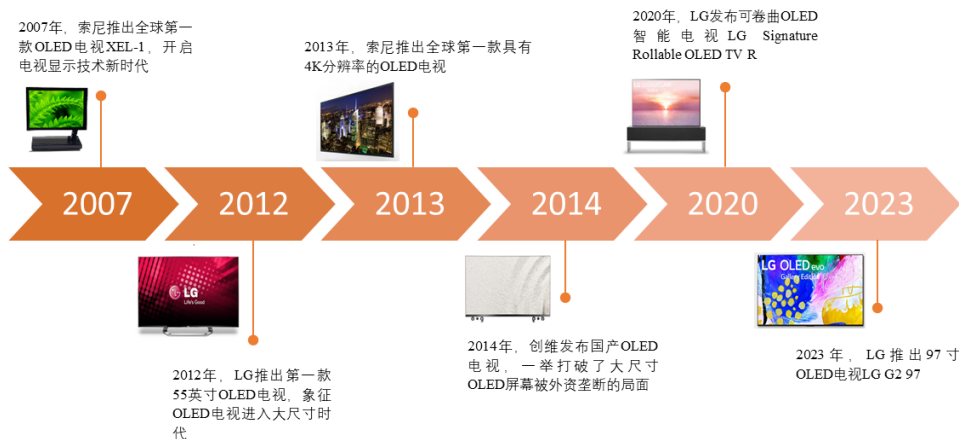 2007年，索尼推出全球第一
款OLED电视XEL-1，开启
电视显示技术新时代
2013年，索尼推出全球第一款具有
4K分辨率的OLED电视
2020年，LG发布可卷曲OLED
智能电视LG Signature
Rollable OLED TV R
2007
2012
2013
2014
2020
2023
LG
Life's Good
LG OLED evo
Gallery Edition
2012年，LG推出第一款
55英寸OLED电视，象征
OLED电视进入大尺寸时
代
2014年，创维发布国产OLED
电视，一举打破了大尺寸
OLED屏幕被外资垄断的局面
2023年，LG推出97寸
OLED电视LG G2 97